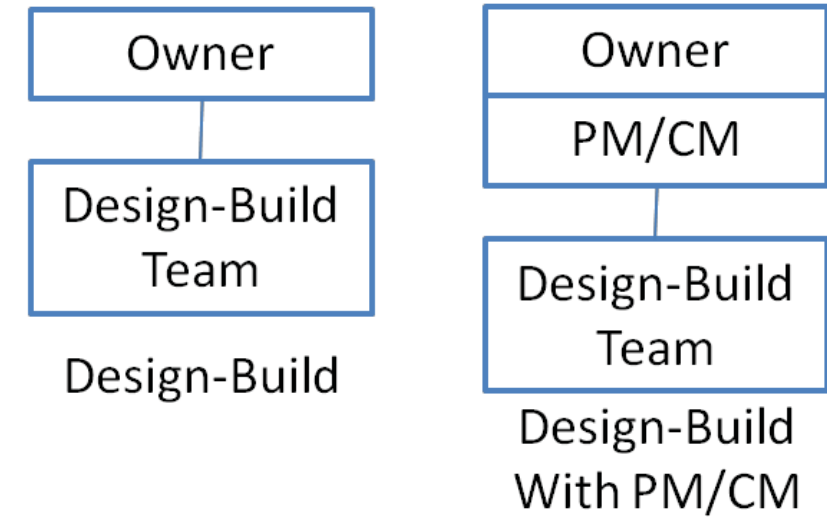 Owner
Design-Build
Team
Design-Build
Owner
PM/CM
Design-Build
Team
Design-Build
With PM/CM